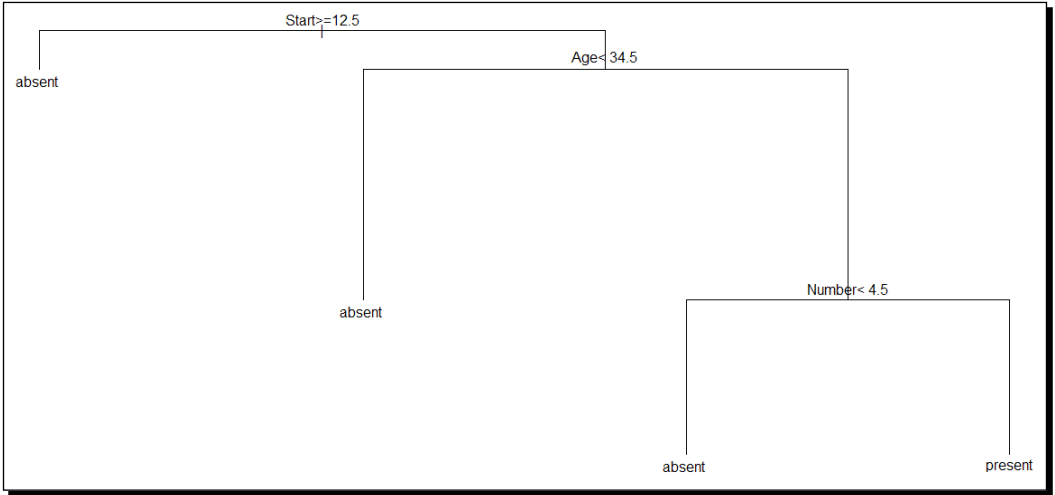 Start>=12.5
Age< 34.5
absent
Number< 4.5
absent
absent
present